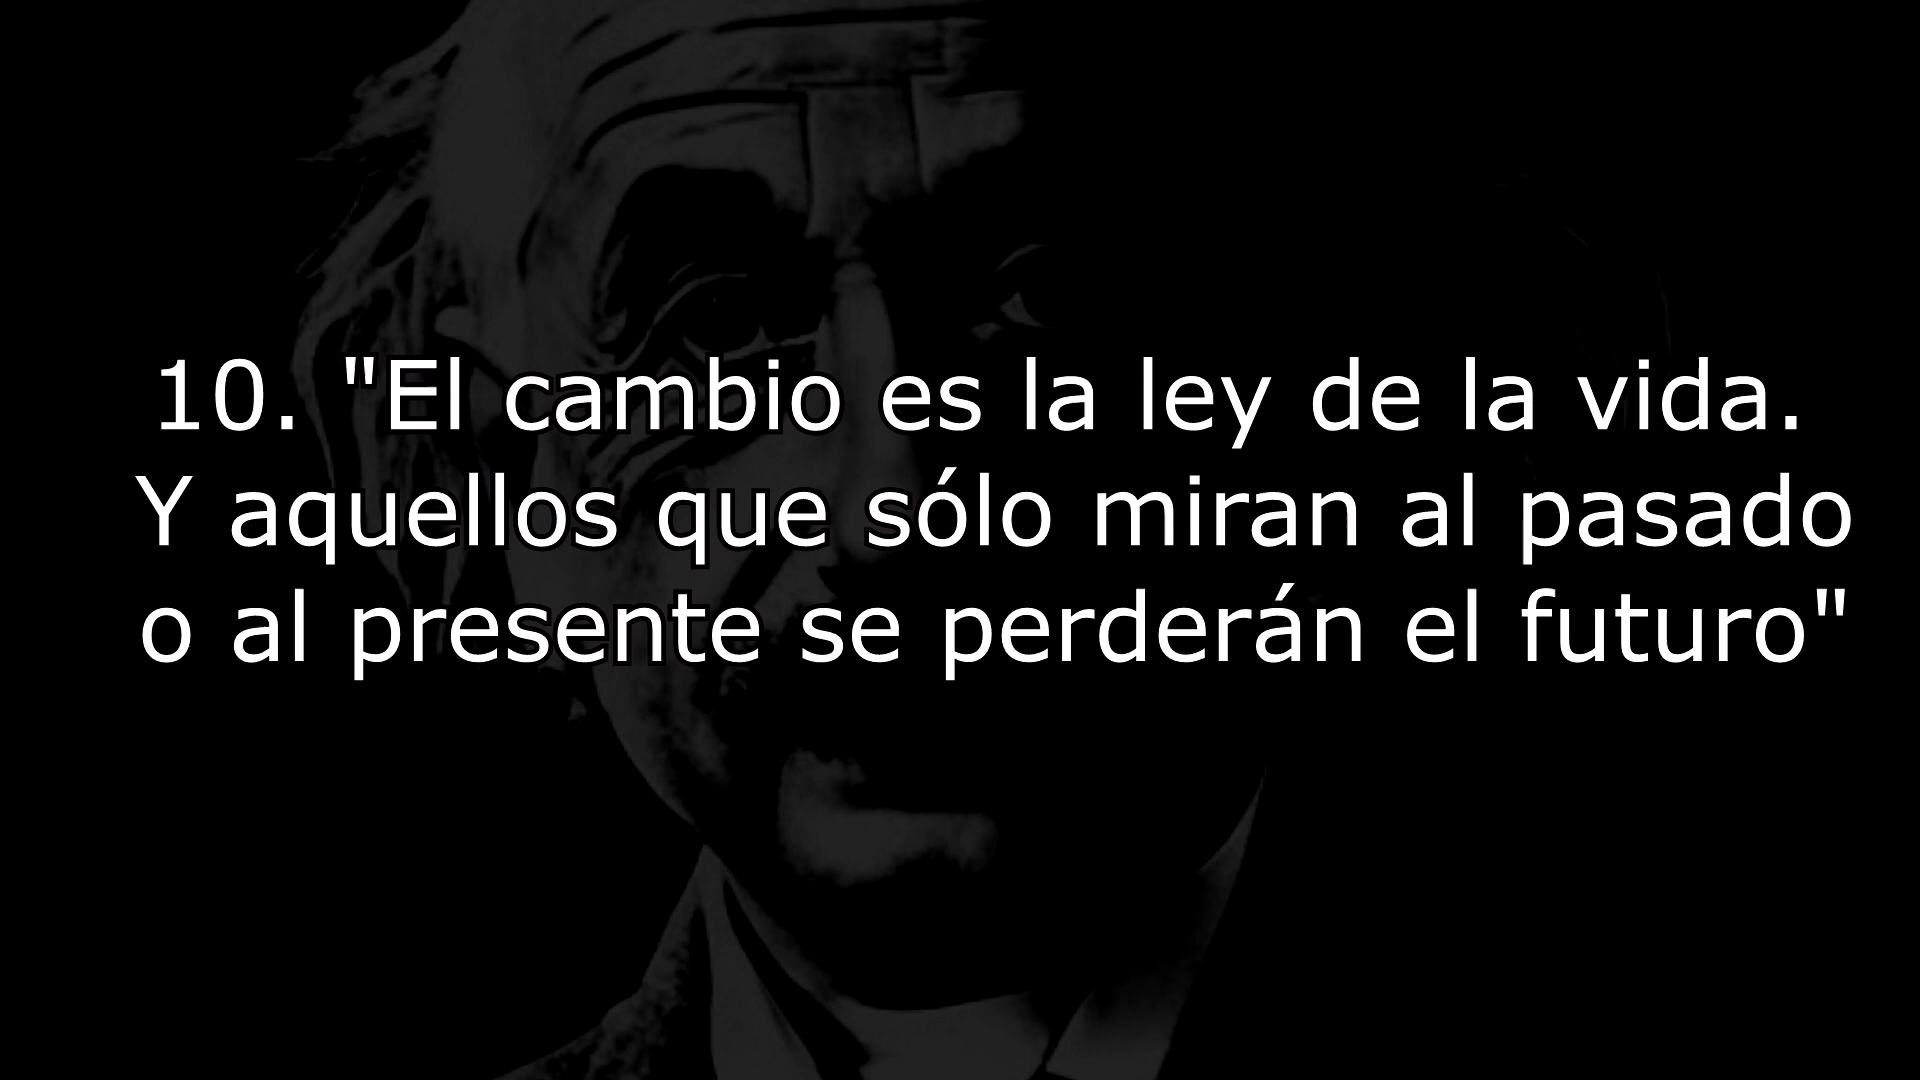 10. "El cambio es la ley de la vida.
Y aquellos que sólo miran al pasado
o al presente se perderán el futuro"